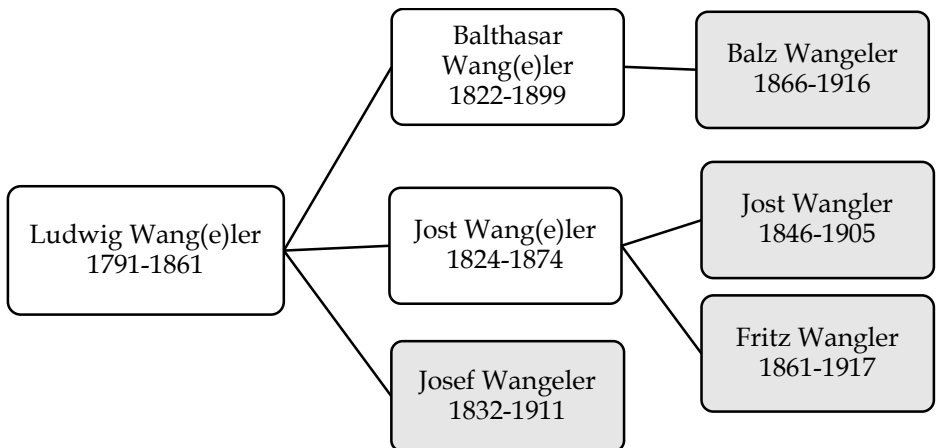 Balthasar
Wang(e)ler
1822-1899
Balz Wangeler
1866-1916
Ludwig Wang(e)ler
1791-1861
Jost Wang(e)ler
1824-1874
Jost Wangler
1846-1905
Fritz Wangler
1861-1917
Josef Wangeler
1832-1911